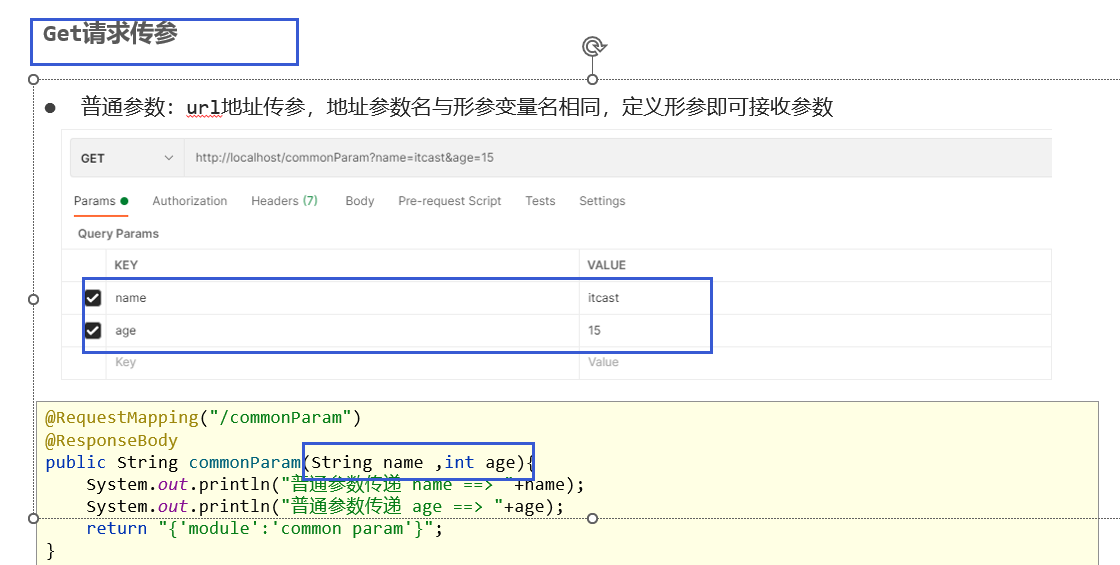 Get请求传参
● 普通参数：url地址传参，地址参数名与形参变量名相同，定义形参即可接收参数
GET http://localhost/commonParam?name=itcast&age=15
Params Authorization Headers (7) Body Pre-request Script Tests Settings
Query Params
KEY VALUE
name itcast
age 15
Key Value
@RequestMapping("/commonParam")
@ResponseBody
public String commonParam(String name ,int age){
System.out.println("普通参数传递 name ==> "+name);
System.out.println("普通参数传递 age ==> "+age);
return "{'module':'common param'}";
}